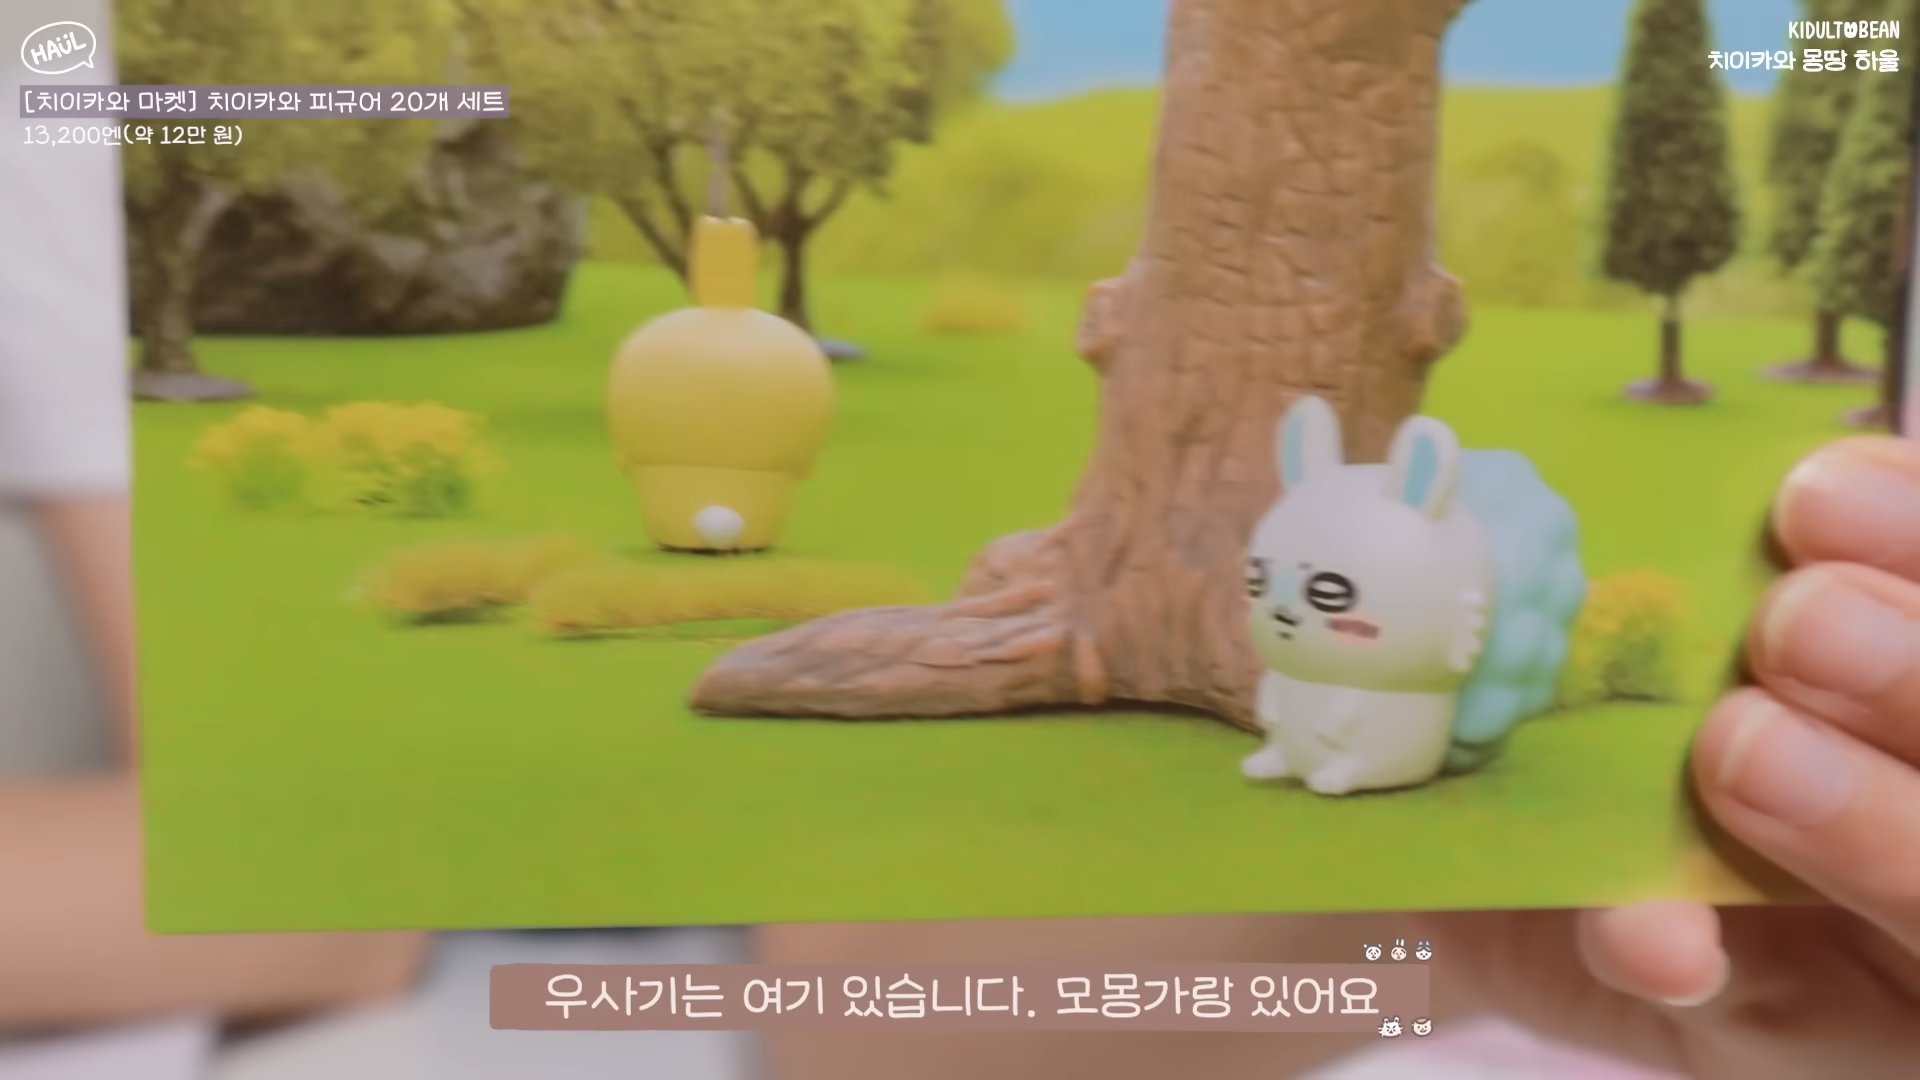 HAUL
[치이카와 마켓] 치이카와 피규어 20개 세트
13,200엔(약 12만 원)
KIDULT BEAN
치이카와 몽땅 하울
우사기는 여기 있습니다. 모몽가랑 있어요